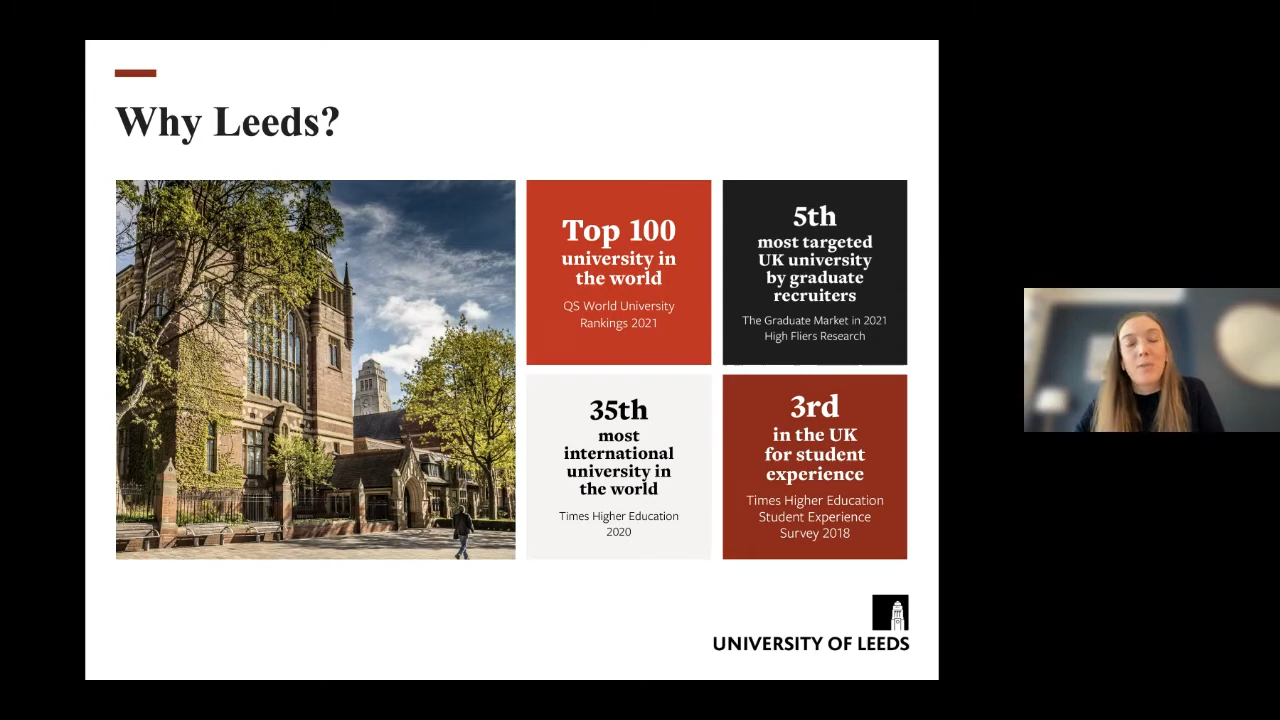 Why Leeds?
Top 100
university in
the world
QS World University
Rankings 2021
5th
most targeted
UK university
by graduate
recruiters
The Graduate Market in 2021
High Fliers Research
35th
most
international
university in
the world
Times Higher Education
2020
3rd
in the UK
for student
experience
Times Higher Education
Student Experience
Survey 2018
UNIVERSITY OF LEEDS